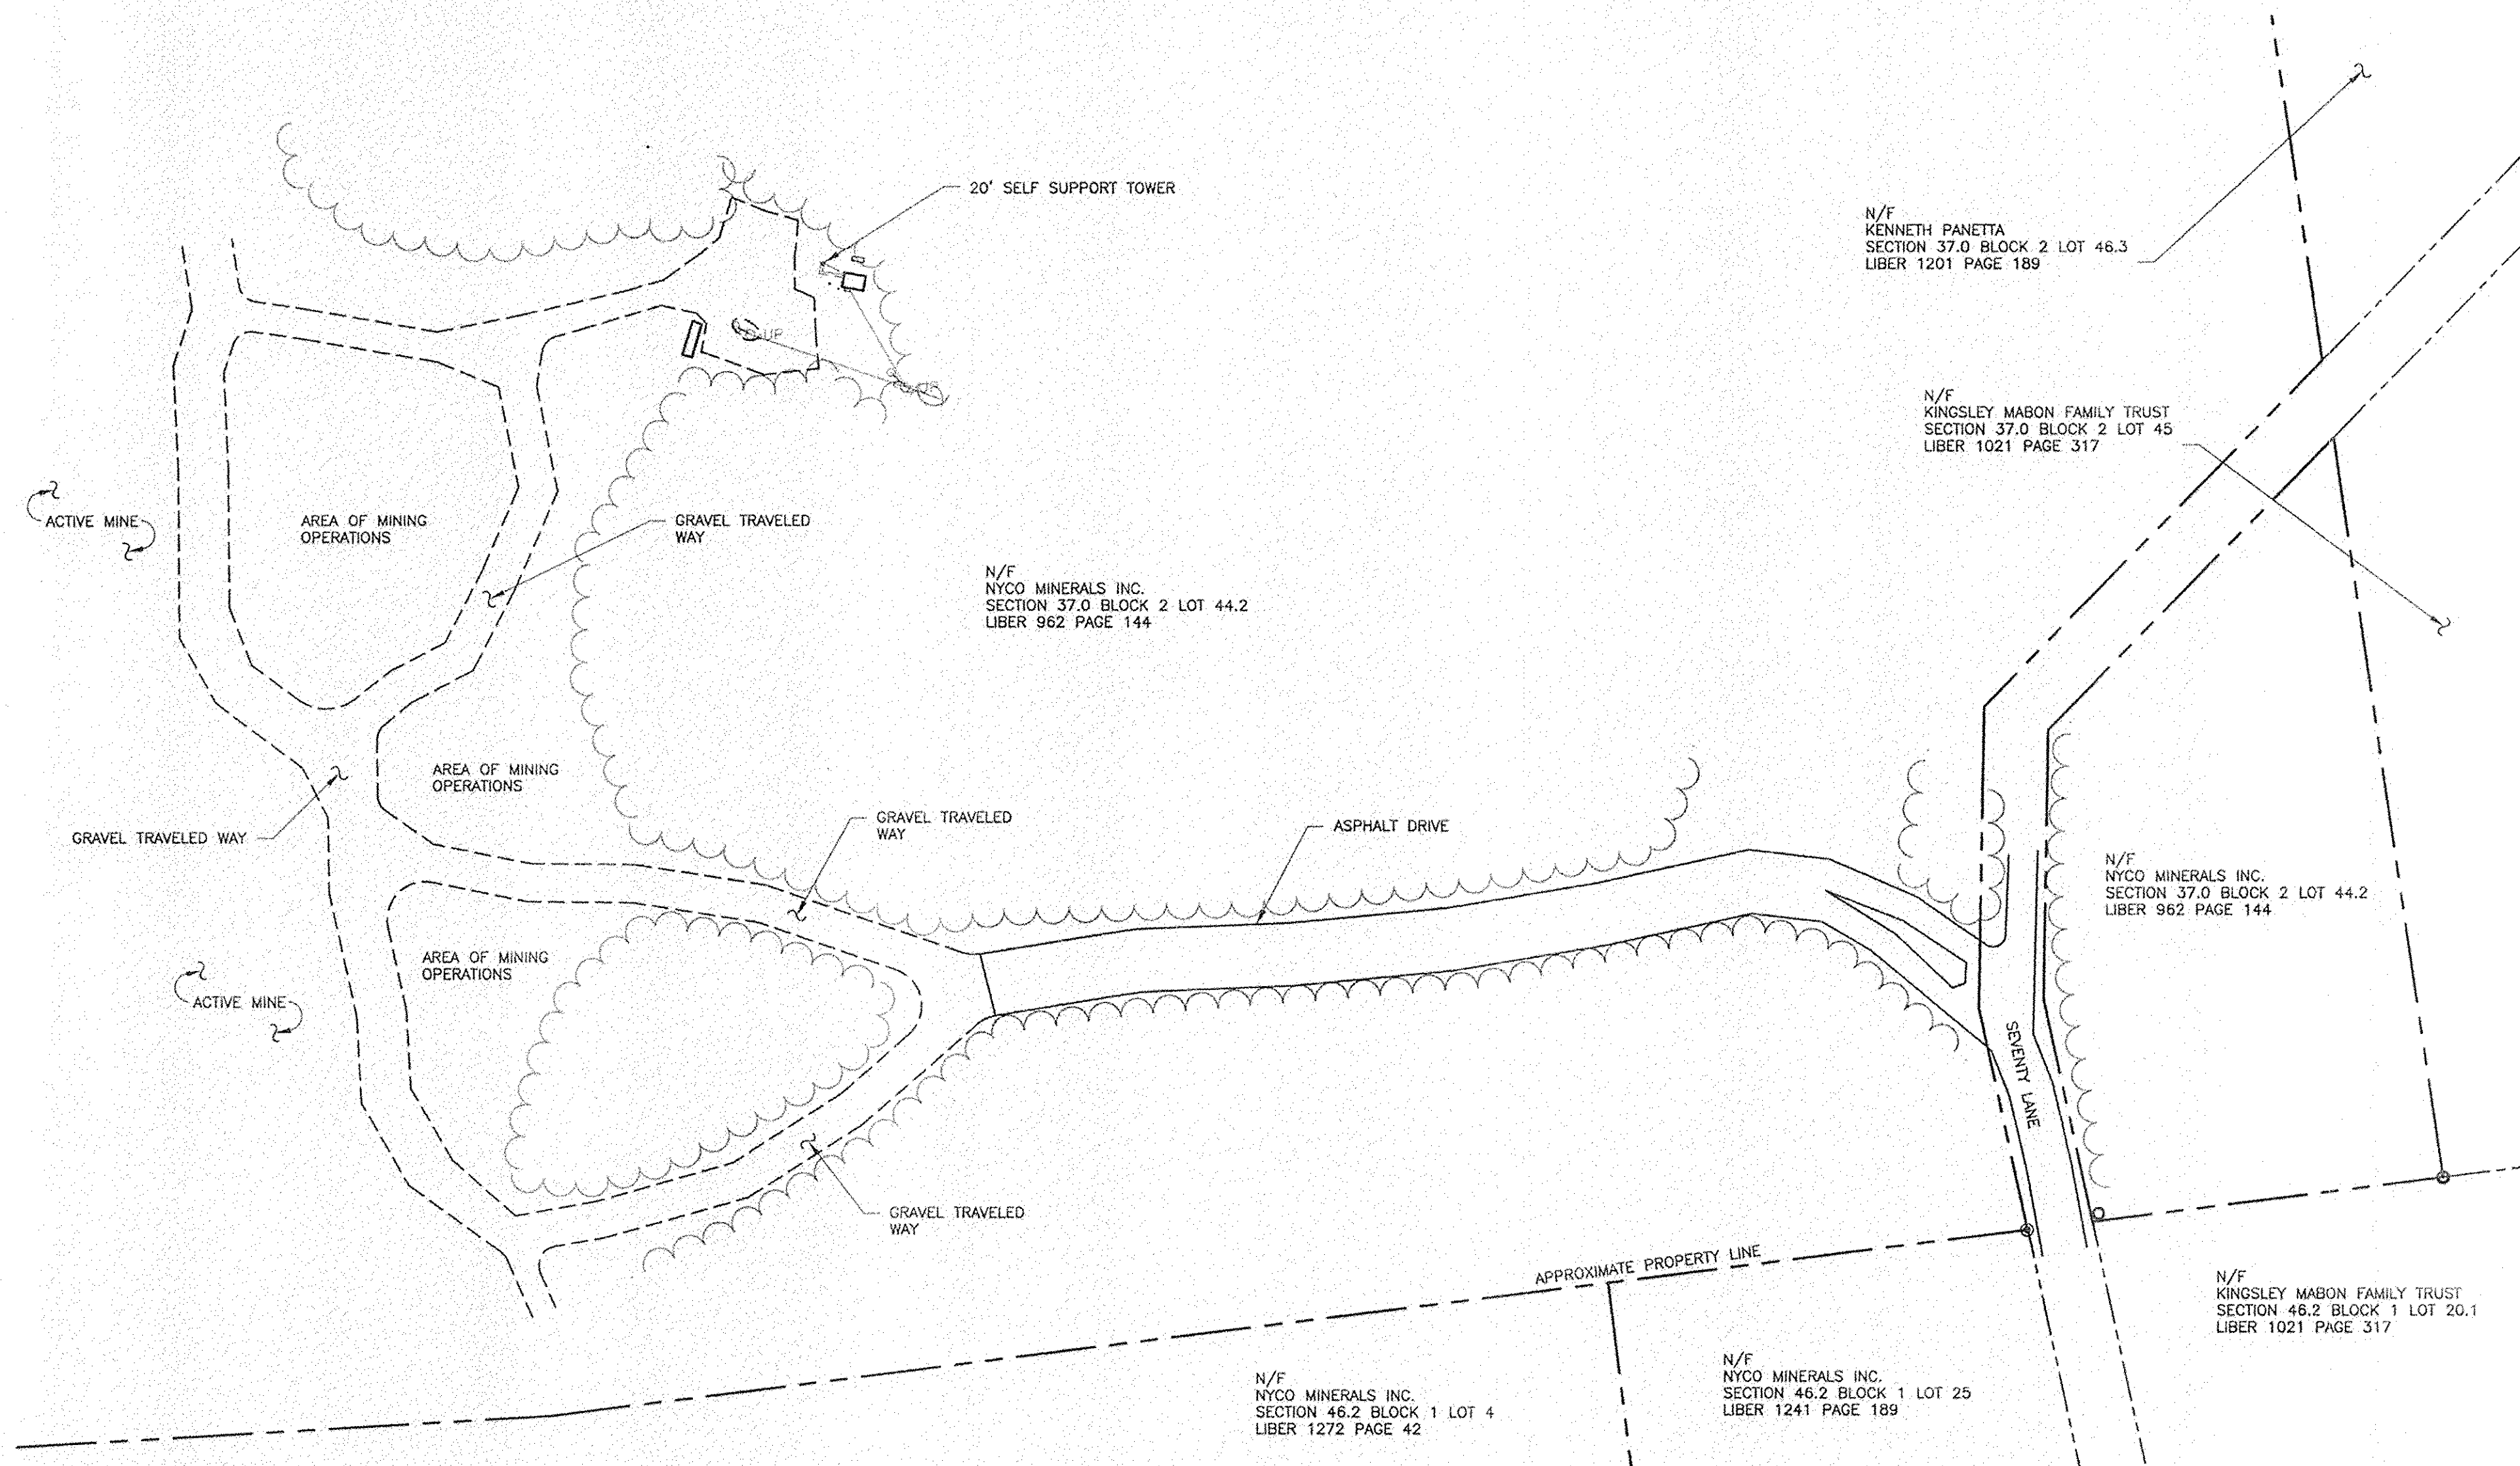 20' SELF SUPPORT TOWER
N/F
KENNETH PANETTA
SECTION 37.0 BLOCK 2 LOT 46.3
LIBER 1201 PAGE 189
UP
N/F
KINGSLEY MABON FAMILY TRUST
SECTION 37.0 BLOCK 2 LOT 45
LIBER 1021 PAGE 317
ACTIVE MINE
AREA OF MINING
OPERATIONS
GRAVEL TRAVELED
WAY
N/F
NYCO MINERALS INC.
SECTION 37.0 BLOCK 2 LOT 44.2
LIBER 962 PAGE 144
AREA OF MINING
OPERATIONS
GRAVEL TRAVELED WAY
GRAVEL TRAVELED
WAY
ASPHALT DRIVE
N/F
NYCO MINERALS INC.
SECTION 37.0 BLOCK 2 LOT 44.2
LIBER 962 PAGE 144
AREA OF MINING
OPERATIONS
ACTIVE MINE
SEVENTY LANE
GRAVEL TRAVELED
WAY
APPROXIMATE PROPERTY LINE
N/F
KINGSLEY MABON FAMILY TRUST
SECTION 46.2 BLOCK 1 LOT 20.1
LIBER 1021 PAGE 317
N/F
NYCO MINERALS INC.
SECTION 46.2 BLOCK 1 LOT 4
LIBER 1272 PAGE 42
N/F
NYCO MINERALS INC.
SECTION 46.2 BLOCK 1 LOT 25
LIBER 1241 PAGE 189